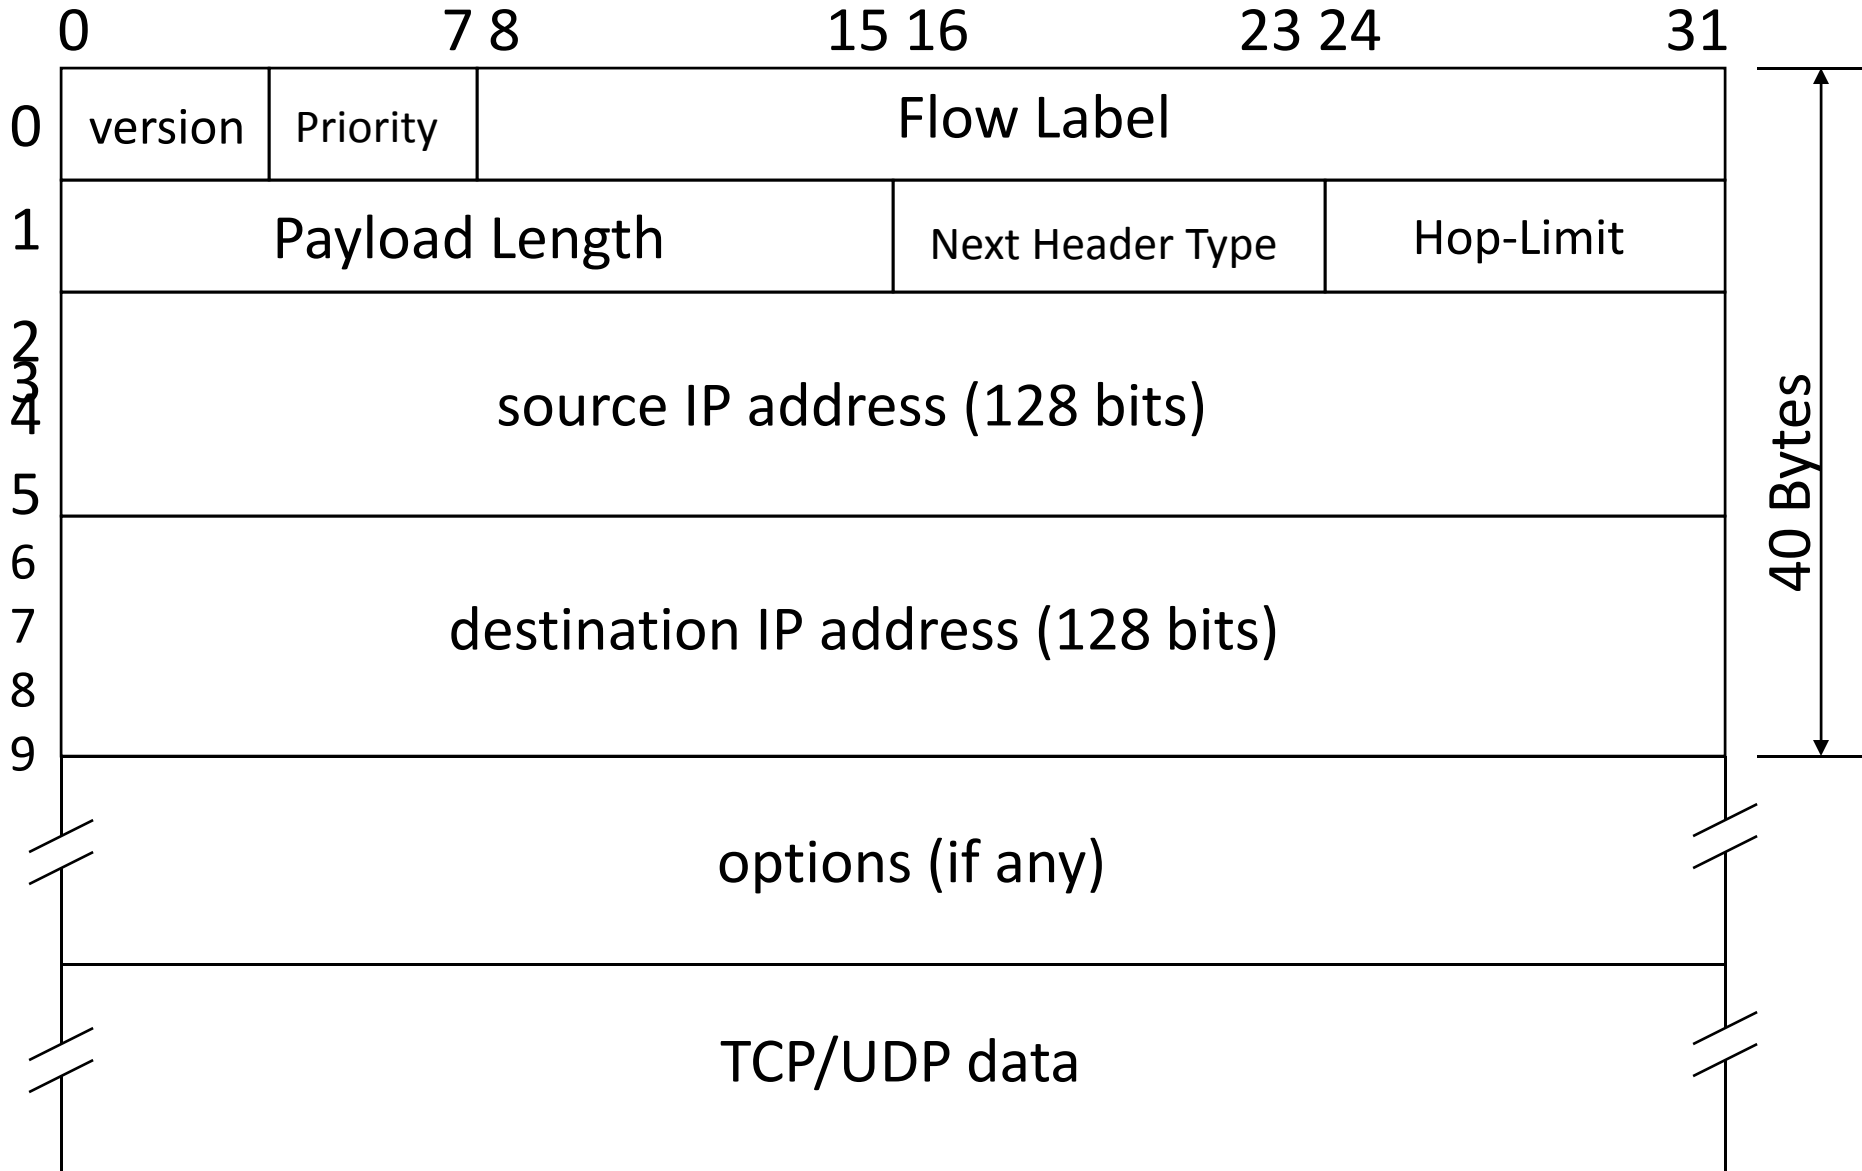 0 7 8 15 16 23 24 31
0 version Priority Flow Label
1 Payload Length Next Header Type Hop-Limit
2
3
4 source IP address (128 bits)
5
6
7 destination IP address (128 bits)
8
9
40 Bytes
options (if any)
TCP/UDP data